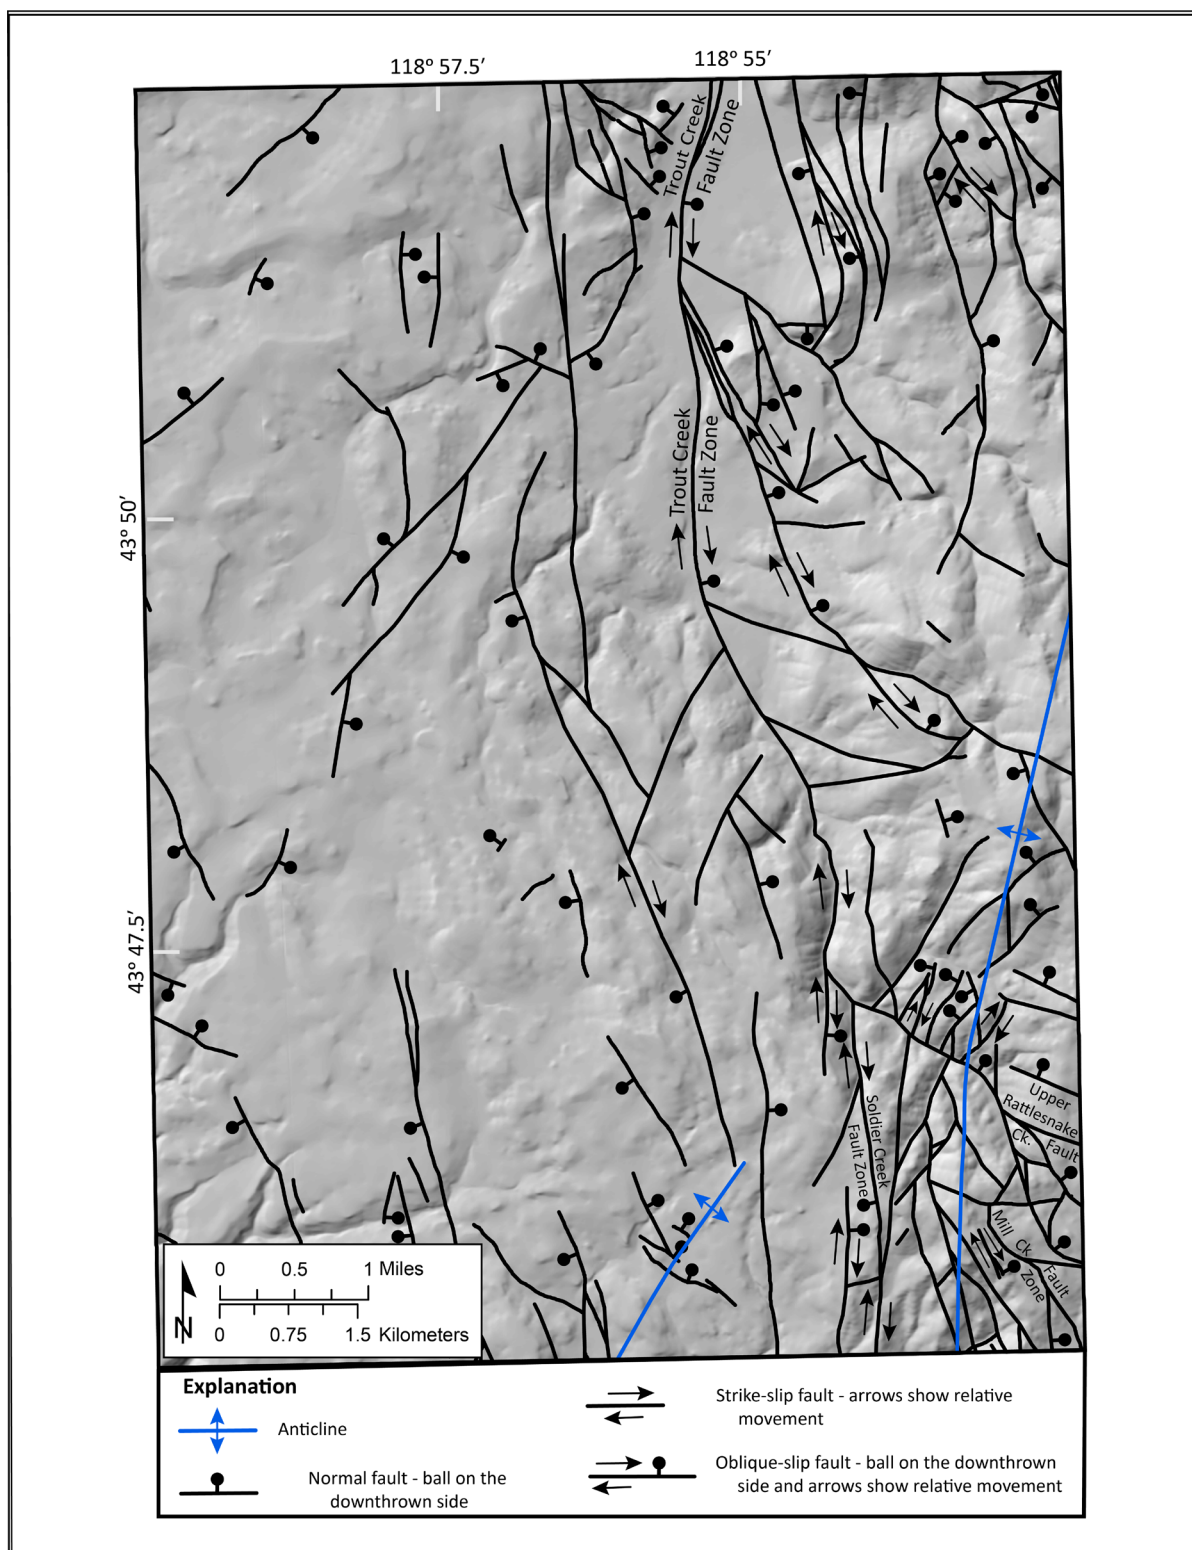 118° 57.5′
118° 55′
Trout Creek
Fault Zone
Trout Creek
Fault Zone
43° 50′
43° 47.5′
Soldier Creek
Fault Zone
Upper
Rattlesnake
Ck.
Fault
Mill
Ck.
Fault
Zone
N
0 0.5 1 Miles
0 0.75 1.5 Kilometers
Explanation
Anticline
Normal fault - ball on the
downthrown side
Strike-slip fault - arrows show relative
movement
Oblique-slip fault - ball on the downthrown
side and arrows show relative movement